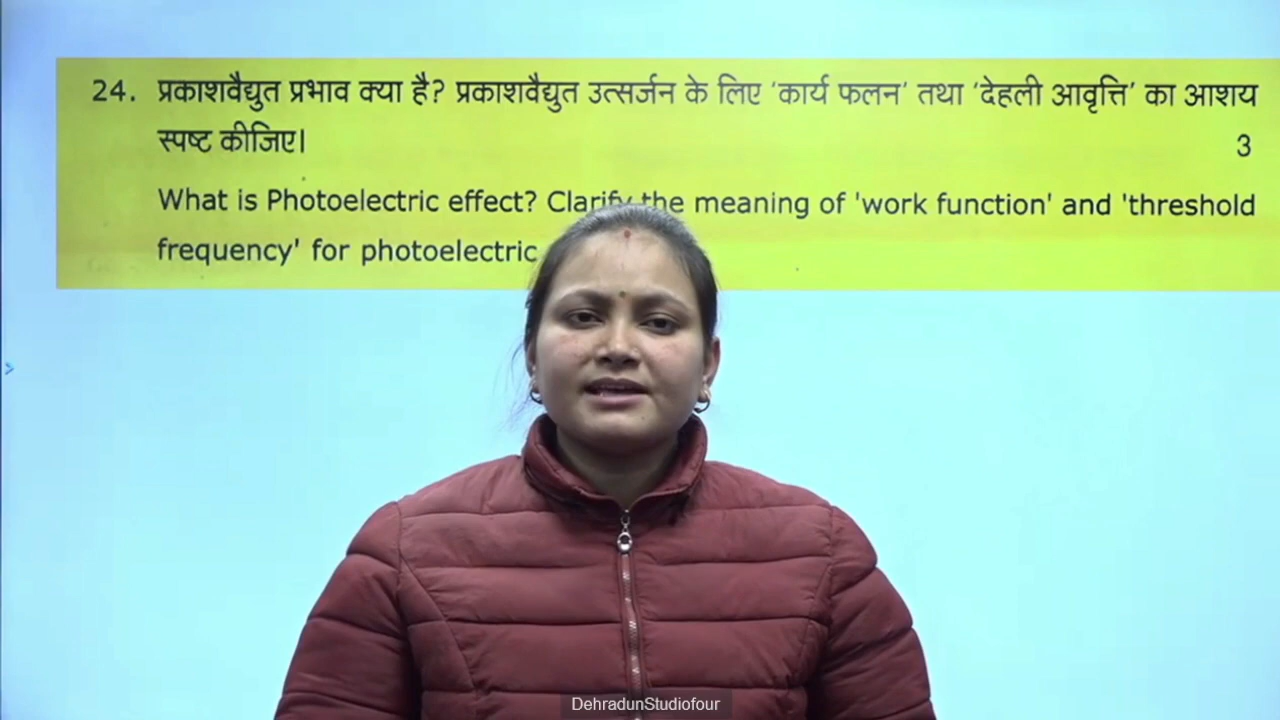 24. प्रकाशवैद्युत प्रभाव क्या है? प्रकाशवैद्युत उत्सर्जन के लिए 'कार्य फलन' तथा 'देहली आवृत्ति' का आशय
स्पष्ट कीजिए। 3
What is Photoelectric effect? Clarify the meaning of 'work function' and 'threshold
frequency' for photoelectric
DehradunStudiofour